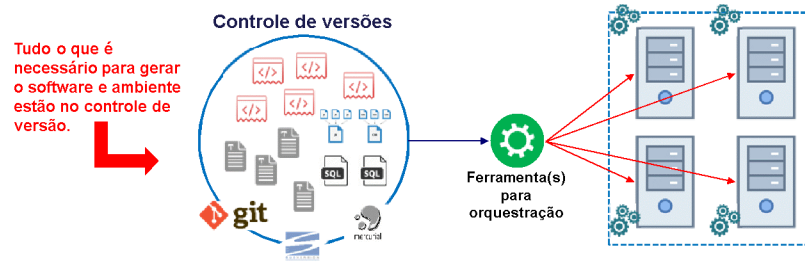 Controle de versões
Tudo o que é
necessário para gerar
o software e ambiente
estão no controle de
versão.
</>
</>
</>
</>
</>
T
T
T
T
SQL
SQL
git
mercurial
Ferramenta(s)
para
orquestração